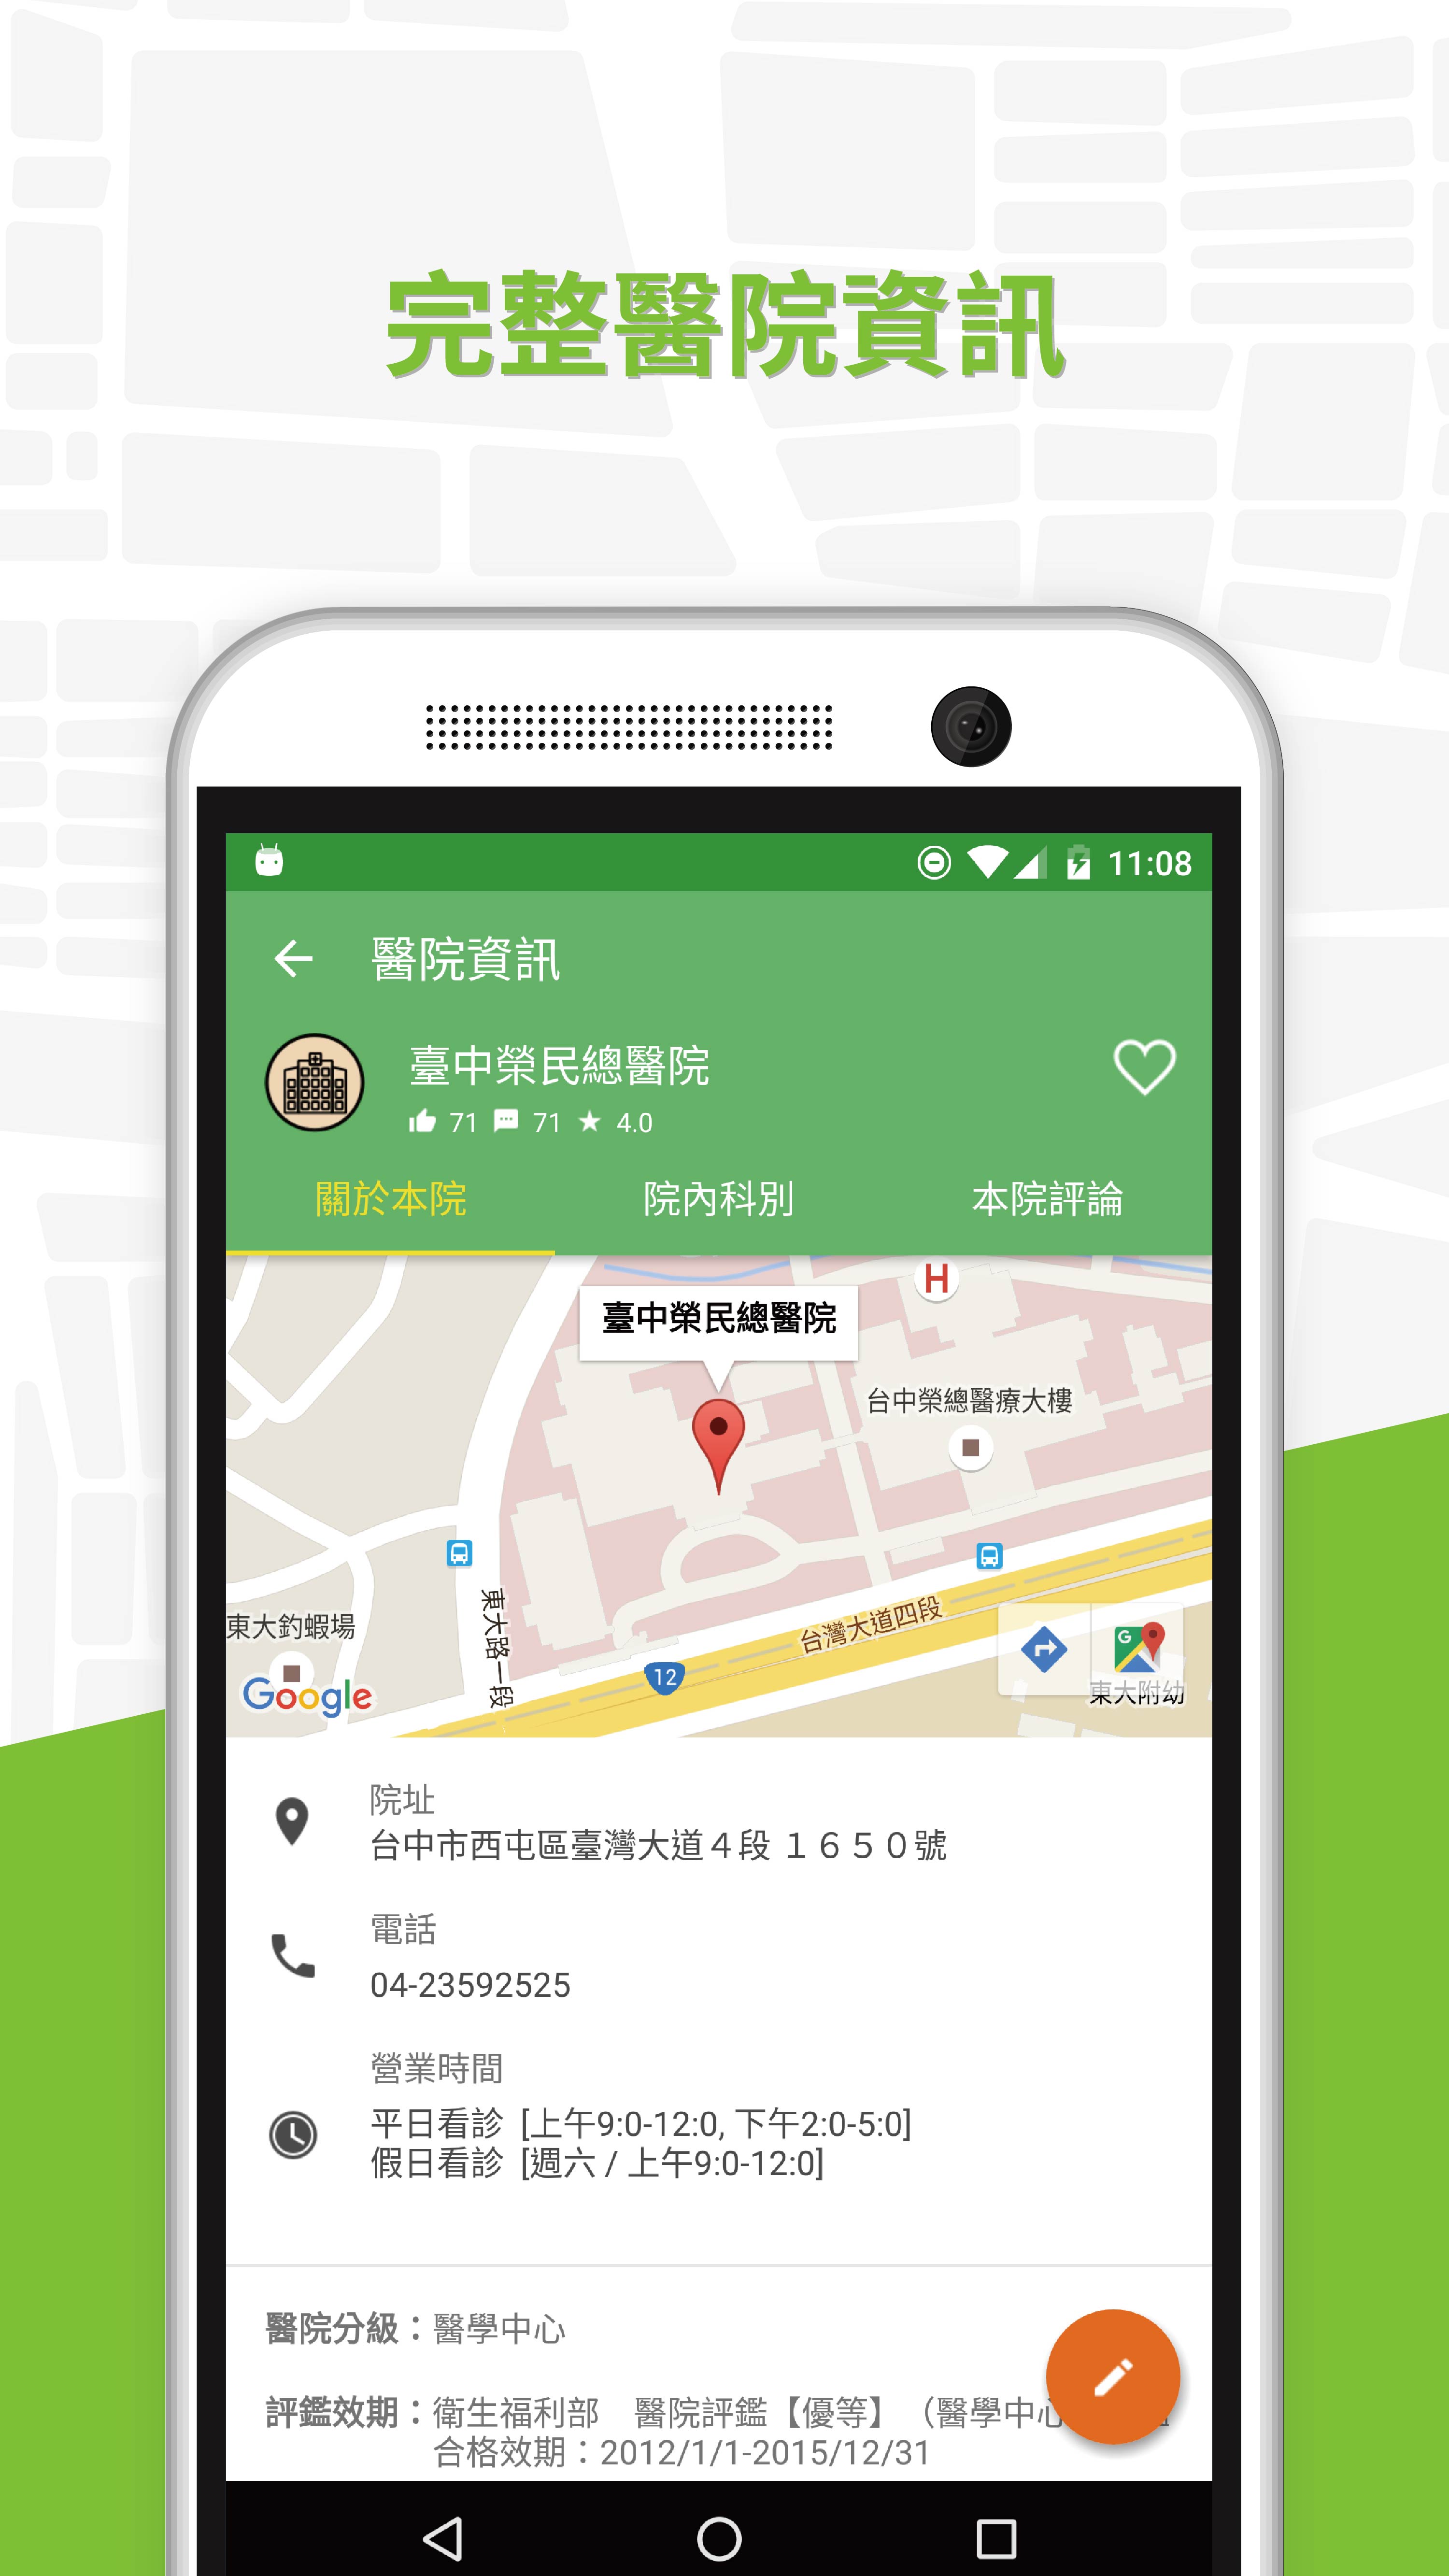 完整醫院資訊
11:08
醫院資訊
臺中榮民總醫院
71 71 4.0
關於本院 院內科別 本院評論
H
臺中榮民總醫院
台中榮總醫療大樓
東大釣蝦場
東大路一段
台灣大道四段
12
G
Google
東大附幼
院址
台中市西屯區臺灣大道４段１６５０號
電話
04-23592525
營業時間
平日看診 [上午9:0-12:0, 下午2:0-5:0]
假日看診 [週六 / 上午9:0-12:0]
醫院分級：醫學中心
評鑑效期：衛生福利部　醫院評鑑【優等】（醫學中心
合格效期：2012/1/1-2015/12/31